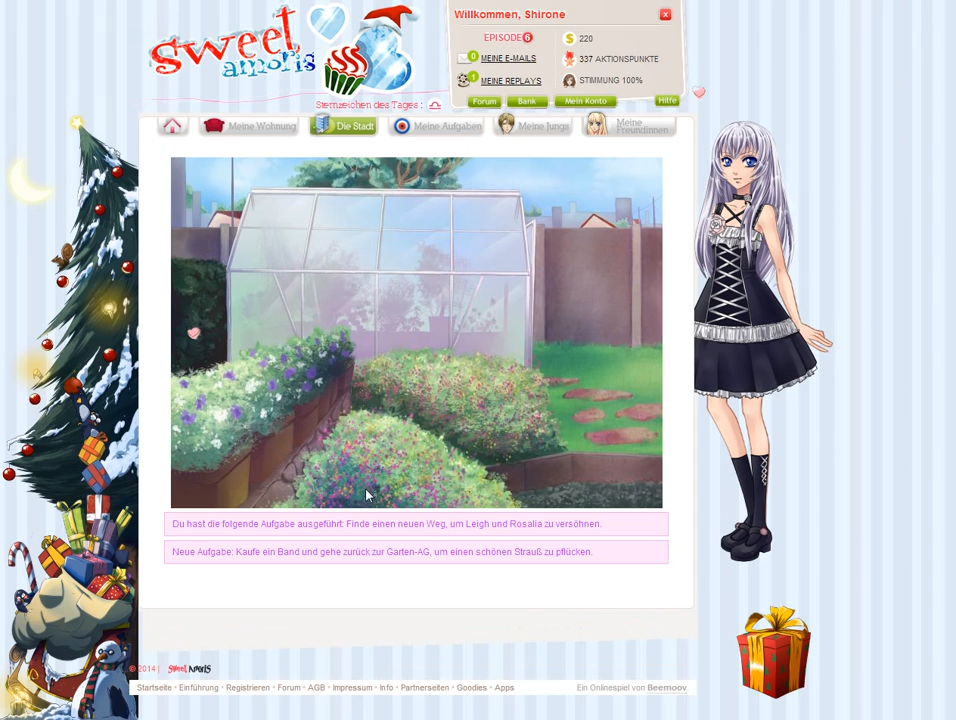 Sweet
amoris
Willkommen, Shirone
x
EPISODE 6
$ 220
0 MEINE E-MAILS
337 AKTIONSPUNKTE
1 MEINE REPLAYS
STIMMUNG 100%
Sternzeichen des Tages : ♎
Forum
Bank
Mein Konto
Hilfe
Meine Wohnung
Die Stadt
Meine Aufgaben
Meine Jungs
Meine
Freundinnen
Du hast die folgende Aufgabe ausgeführt: Finde einen neuen Weg, um Leigh und Rosalia zu versöhnen.
Neue Aufgabe: Kaufe ein Band und gehe zurück zur Garten-AG, um einen schönen Strauß zu pflücken.
© 2014 | Sweet Amoris
Startseite · Einführung · Registrieren · Forum · AGB · Impressum · Info · Partnerseiten · Goodies · Apps
Ein Onlinespiel von Beemoov